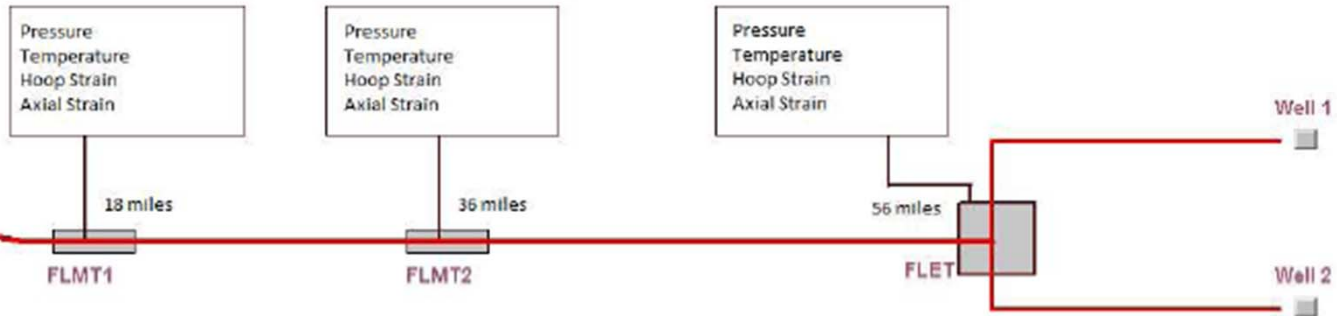 Pressure
Temperature
Hoop Strain
Axial Strain
Pressure
Temperature
Hoop Strain
Axial Strain
Pressure
Temperature
Hoop Strain
Axial Strain
Well 1
18 miles
36 miles
56 miles
FLMT1
FLMT2
FLET
Well 2